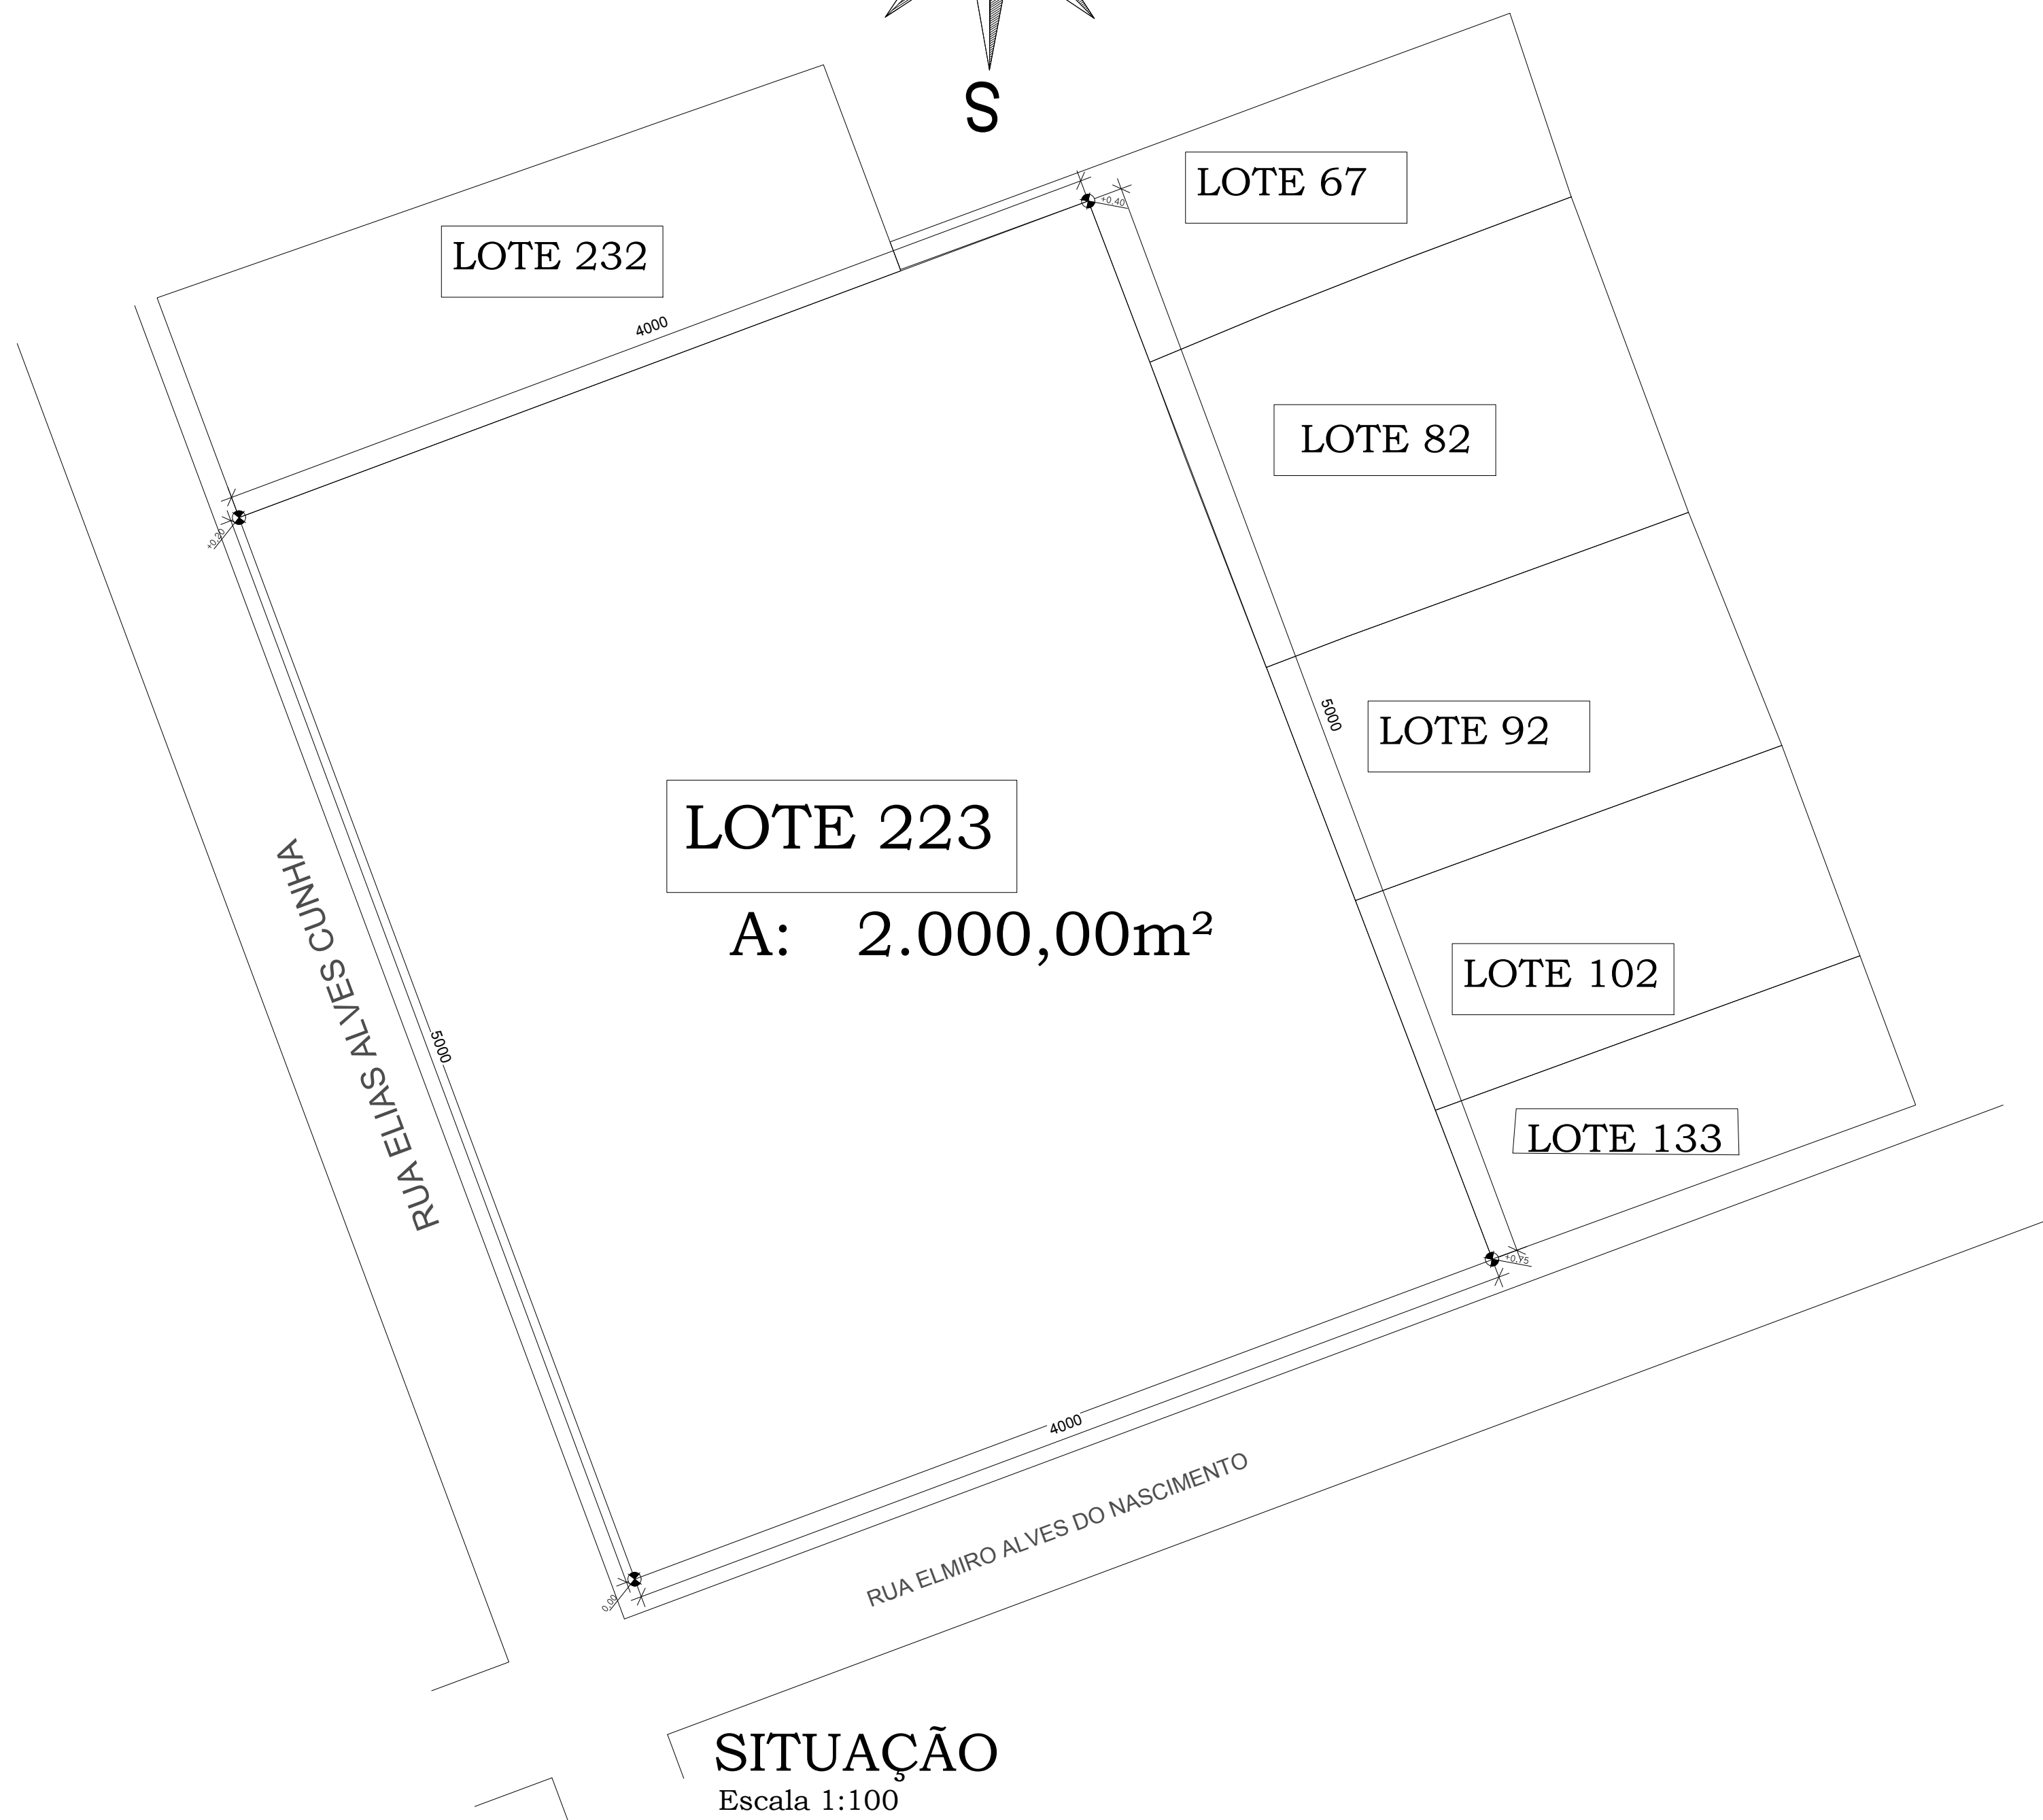 S
LOTE 67
+0,40
LOTE 232
4000
LOTE 82
+0,20
5000
LOTE 92
LOTE 223
A: 2.000,00m²
RUA ELIAS ALVES CUNHA
5000
LOTE 102
LOTE 133
+0,75
4000
RUA ELMIRO ALVES DO NASCIMENTO
0,00
SITUAÇÃO
Escala 1:100